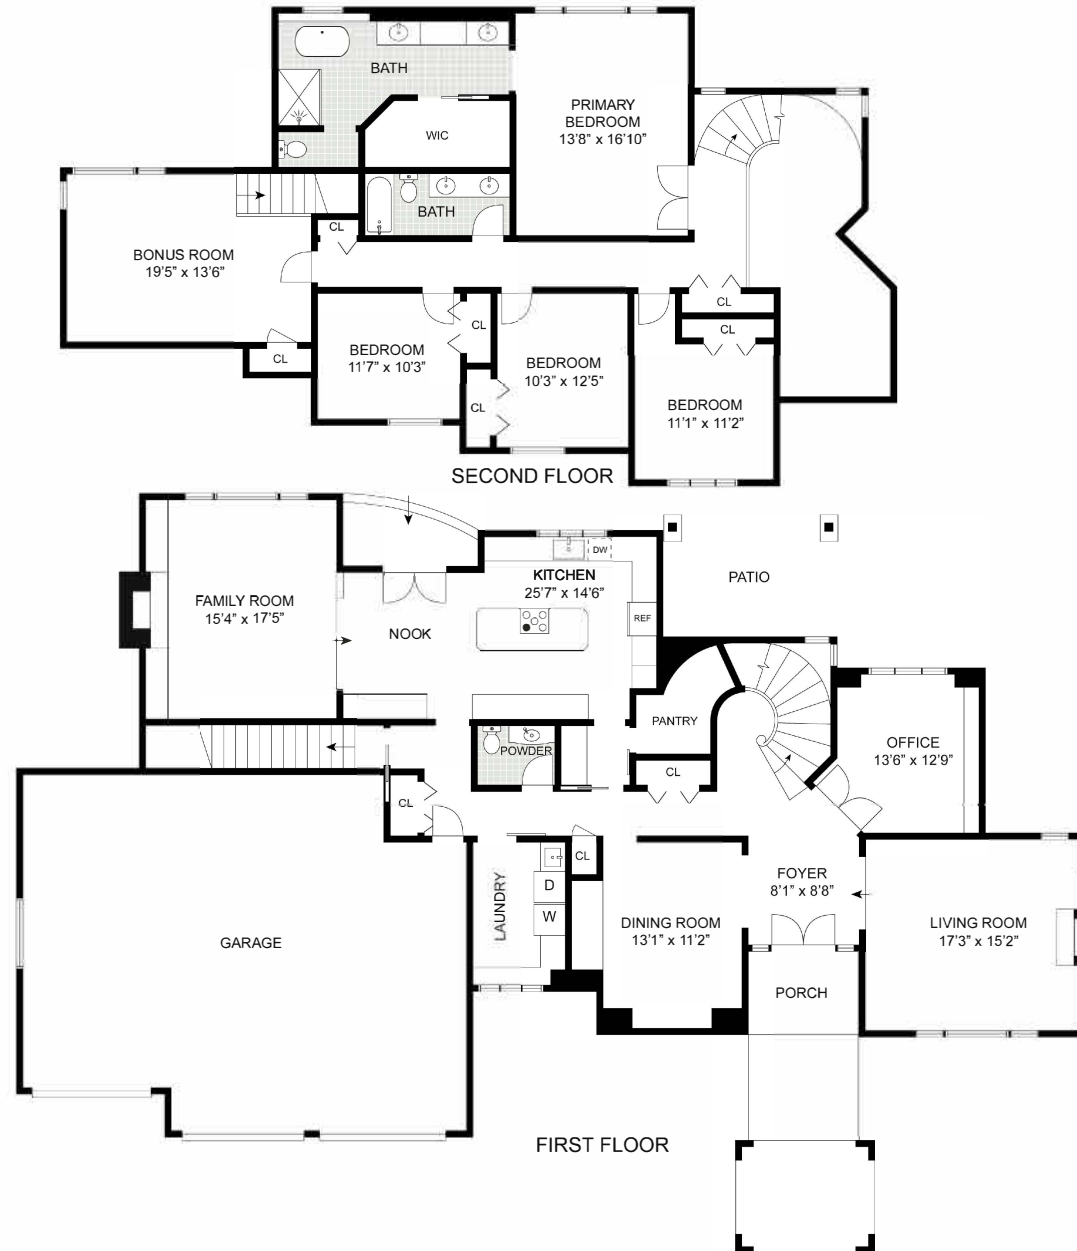 BATH
PRIMARY
BEDROOM
13'8" x 16'10"
WIC
BATH
CL
BONUS ROOM
19'5" x 13'6"
CL
CL
CL
BEDROOM
11'7" x 10'3"
CL
BEDROOM
10'3" x 12'5"
CL
CL
BEDROOM
11'1" x 11'2"
SECOND FLOOR
DW
KITCHEN
25'7" x 14'6"
PATIO
FAMILY ROOM
15'4" x 17'5"
REF
NOOK
PANTRY
POWDER
OFFICE
13'6" x 12'9"
CL
CL
CL
FOYER
8'1" x 8'8"
D
W
LAUNDRY
DINING ROOM
13'1" x 11'2"
LIVING ROOM
17'3" x 15'2"
GARAGE
PORCH
FIRST FLOOR